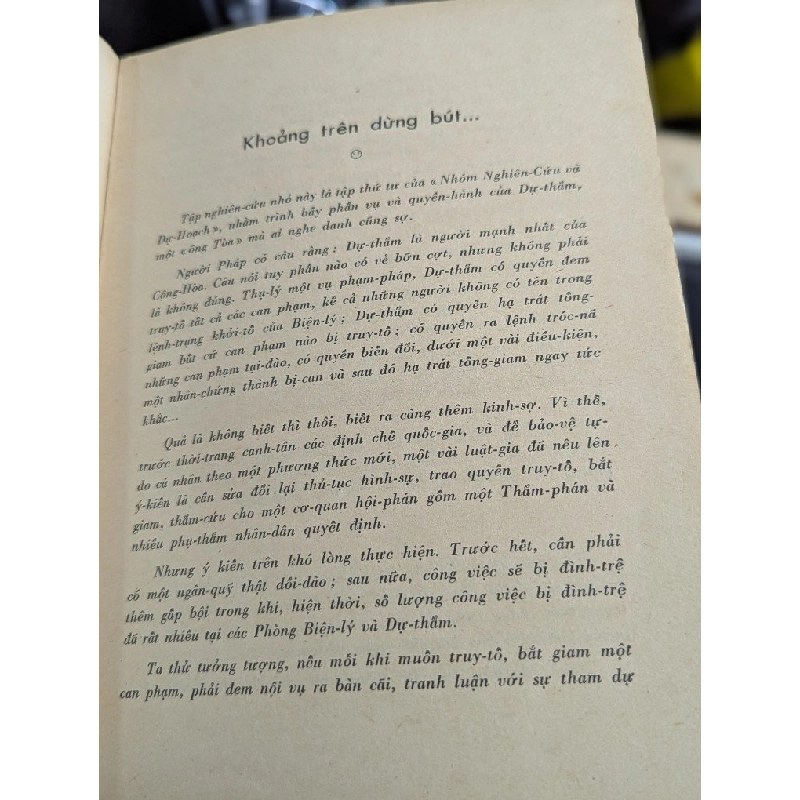 Khoảng trên dừng bút...
Tập nghiên-cứu nhỏ này là tập thứ tư của « Nhóm Nghiên-Cứu và
Dự-Hoạch », nhằm trình bầy phần vụ và quyền-hành của Dự-thẩm,
một «ông Tòa» mà ai nghe danh cũng sợ.
Người Pháp có câu rằng : Dự-thẩm là người mạnh nhất của
Cộng-Hòa. Câu nói tuy phần nào có vẻ bỡn cợt, nhưng không phải
là không đúng. Thụ-lý một vụ phạm-pháp, Dự-thẩm có quyền đem
truy-tố tất cả các can phạm, kể cả những người không có tên trong
lệnh-trạng khởi-tố của Biện-lý ; Dự-thẩm có quyền hạ trát tống-
giam bất cứ can phạm nào bị truy-tố ; có quyền ra lệnh tróc-nã
những can phạm tại-đào, có quyền biến đổi, dưới một vài điều-kiện,
một nhân-chứng thành bị-can và sau đó hạ trát tống-giam ngay tức
khắc...
Quả là không biết thì thôi, biết ra càng thêm kinh-sợ. Vì thế,
trước thời-trang canh-tân các định chế quốc-gia, và để bảo-vệ tự-
do cá nhân theo một phương thức mới, một vài luật-gia đã nêu lên
ý-kiến là cần sửa đổi lại thủ-tục hình-sự, trao quyền truy-tố, bắt
giam, thẩm-cứu cho một cơ-quan hội-phán gồm một Thẩm-phán và
nhiều phụ-thẩm nhân-dân quyết định.
Nhưng ý kiến trên khó lòng thực hiện. Trước hết, cần phải
có một ngân-quỹ thật dồi-dào ; sau nữa, công việc sẽ bị đình-trệ
thêm gấp bội trong khi, hiện thời, số lượng công việc bị đình-trệ
đã rất nhiều tại các Phòng Biện-lý và Dự-thẩm.
Ta thử tưởng tượng, nếu mỗi khi muốn truy-tố, bắt giam một
can phạm, phải đem nội vụ ra bàn cãi, tranh luận với sự tham dự